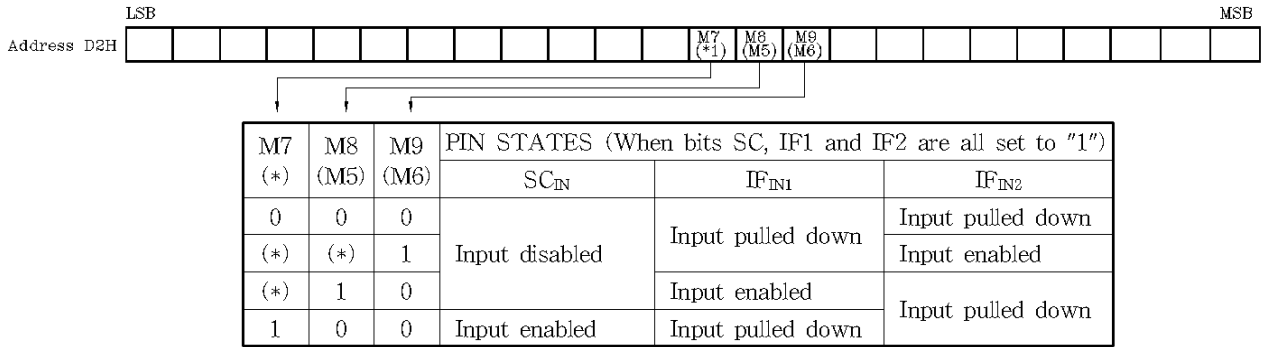 LSB MSB
Address D2H M7 M8 M9
(*1) (M5) (M6)
M7 M8 M9 PIN STATES (When bits SC, IF1 and IF2 are all set to "1")
(*) (M5) (M6) SCIN IFIN1 IFIN2
0 0 0 Input disabled Input pulled down Input pulled down
(*) (*) 1 Input enabled
(*) 1 0 Input enabled Input pulled down
1 0 0 Input enabled Input pulled down